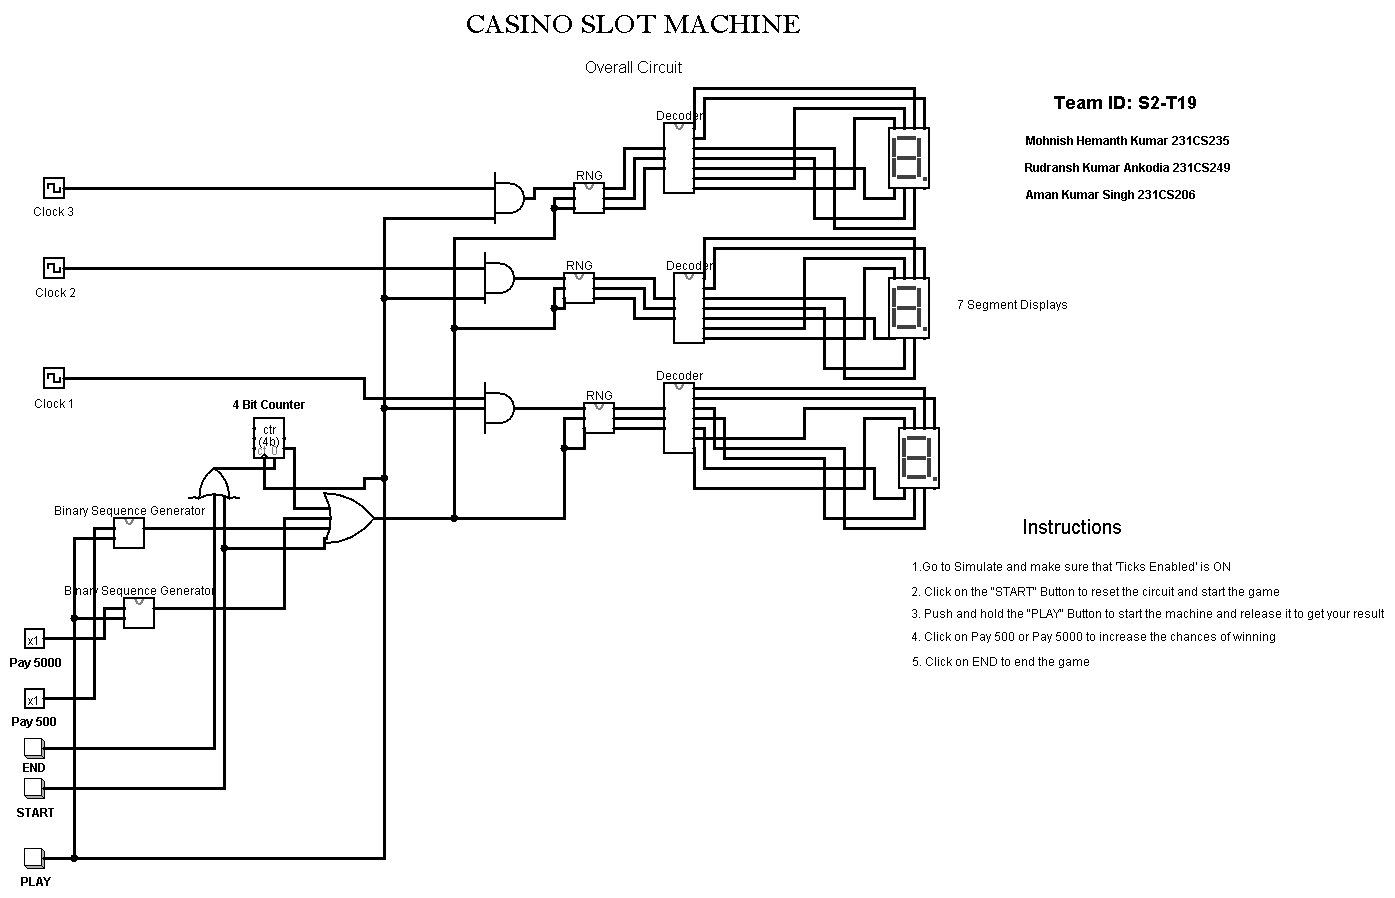 CASINO SLOT MACHINE
Overall Circuit
Team ID: S2-T19
Mohnish Hemanth Kumar 231CS235
Rudransh Kumar Ankodia 231CS249
Aman Kumar Singh 231CS206
Decoder
RNG
Clock 3
RNG
Decoder
Clock 2
7 Segment Displays
Decoder
RNG
Clock 1
4 Bit Counter
ctr
(4b)
Binary Sequence Generator
Binary Sequence Generator
x1
Pay 5000
x1
Pay 500
END
START
PLAY
Instructions
1.Go to Simulate and make sure that 'Ticks Enabled' is ON
2. Click on the "START" Button to reset the circuit and start the game
3. Push and hold the "PLAY" Button to start the machine and release it to get your result
4. Click on Pay 500 or Pay 5000 to increase the chances of winning
5. Click on END to end the game